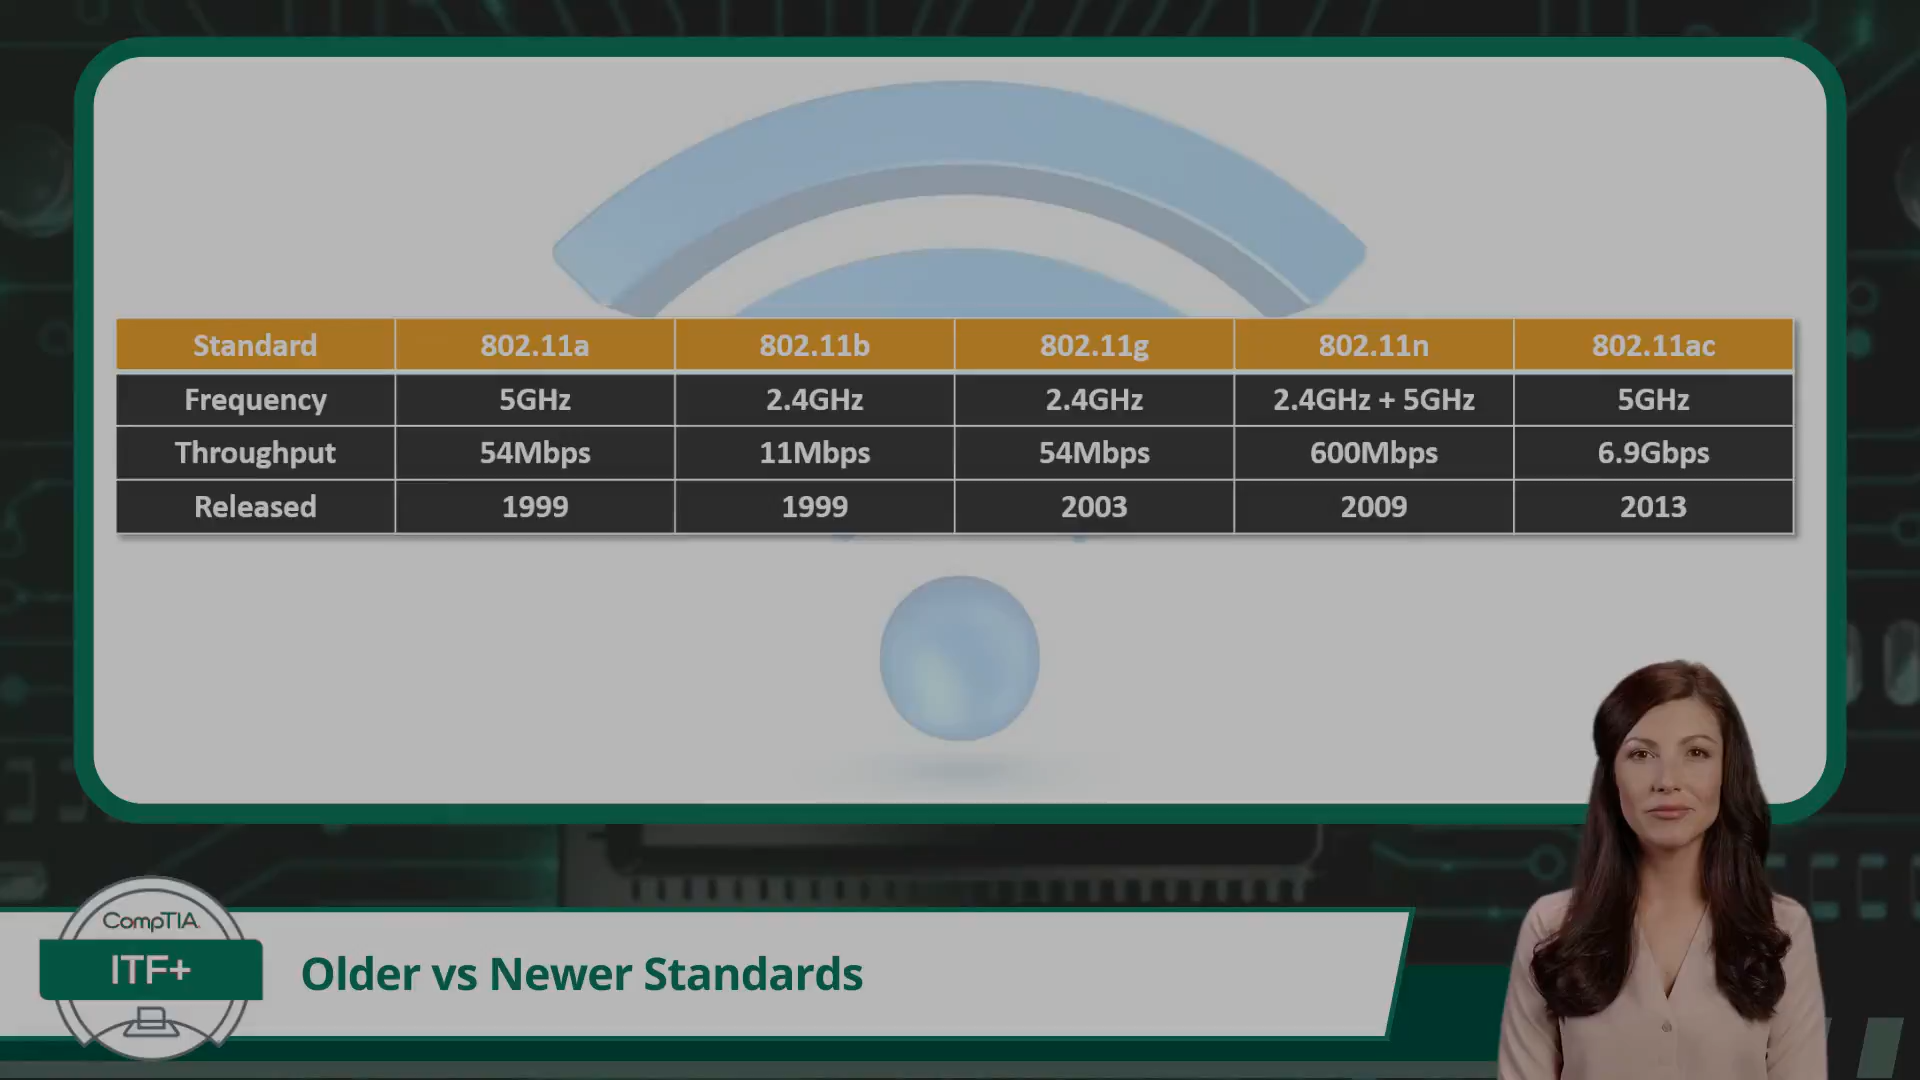 Standard 802.11a 802.11b 802.11g 802.11n 802.11ac
Frequency 5GHz 2.4GHz 2.4GHz 2.4GHz + 5GHz 5GHz
Throughput 54Mbps 11Mbps 54Mbps 600Mbps 6.9Gbps
Released 1999 1999 2003 2009 2013
CompTIA
ITF+
Older vs Newer Standards